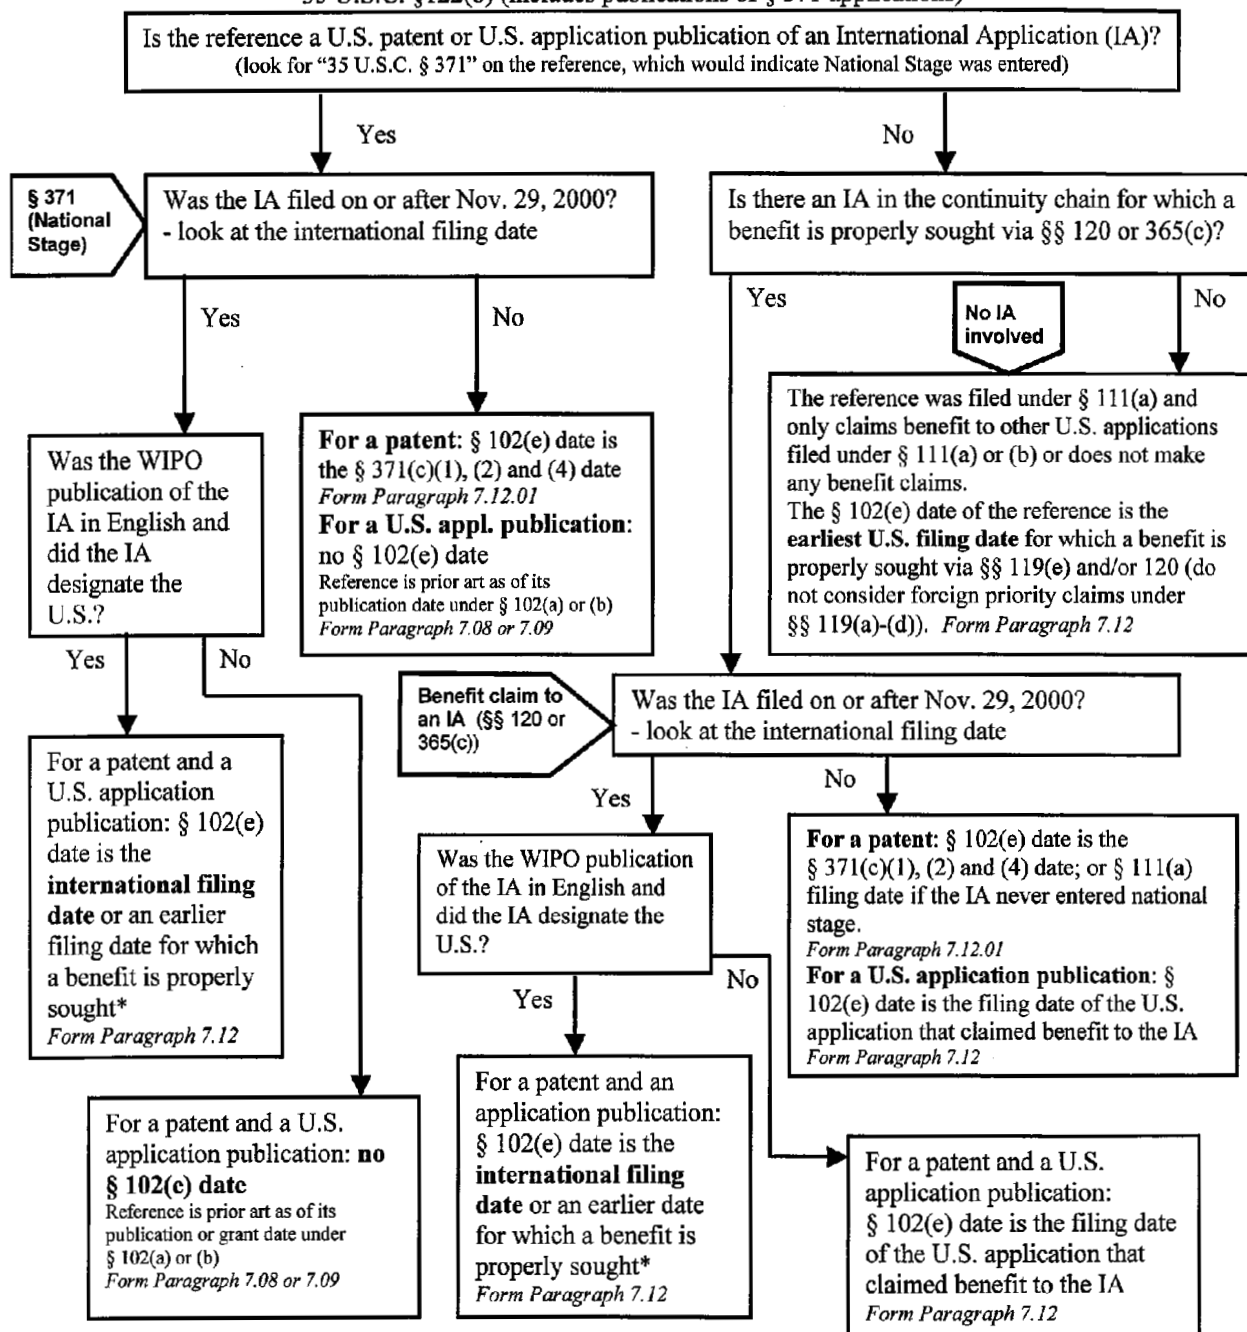 35 U.S.C. §122(b) (includes publications of § 371 applications)
Is the reference a U.S. patent or U.S. application publication of an International Application (IA)?
(look for “35 U.S.C. § 371” on the reference, which would indicate National Stage was entered)
Yes
No
§ 371
(National
Stage)
Was the IA filed on or after Nov. 29, 2000?
- look at the international filing date
Is there an IA in the continuity chain for which a
benefit is properly sought via §§ 120 or 365(c)?
Yes
No
Yes
No
No IA
involved
Was the WIPO
publication of the
IA in English and
did the IA
designate the
U.S.?
For a patent: § 102(e) date is
the § 371(c)(1), (2) and (4) date
Form Paragraph 7.12.01
For a U.S. appl. publication:
no § 102(e) date
Reference is prior art as of its
publication date under § 102(a) or (b)
Form Paragraph 7.08 or 7.09
The reference was filed under § 111(a) and
only claims benefit to other U.S. applications
filed under § 111(a) or (b) or does not make
any benefit claims.
The § 102(e) date of the reference is the
earliest U.S. filing date for which a benefit is
properly sought via §§ 119(e) and/or 120 (do
not consider foreign priority claims under
§§ 119(a)-(d)). Form Paragraph 7.12
Yes
No
Benefit claim to
an IA (§§ 120 or
365(c))
Was the IA filed on or after Nov. 29, 2000?
- look at the international filing date
Yes
No
For a patent and a
U.S. application
publication: § 102(e)
date is the
international filing
date or an earlier
filing date for which
a benefit is properly
sought*
Form Paragraph 7.12
Was the WIPO publication
of the IA in English and
did the IA designate the
U.S.?
For a patent: § 102(e) date is the
§ 371(c)(1), (2) and (4) date; or § 111(a)
filing date if the IA never entered national
stage.
Form Paragraph 7.12.01
For a U.S. application publication: §
102(e) date is the filing date of the U.S.
application that claimed benefit to the IA
Form Paragraph 7.12
Yes
No
For a patent and a U.S.
application publication: no
§ 102(e) date
Reference is prior art as of its
publication or grant date under
§ 102(a) or (b)
Form Paragraph 7.08 or 7.09
For a patent and an
application publication:
§ 102(e) date is the
international filing
date or an earlier date
for which a benefit is
properly sought*
Form Paragraph 7.12
For a patent and a U.S.
application publication:
§ 102(e) date is the filing date
of the U.S. application that
claimed benefit to the IA
Form Paragraph 7.12